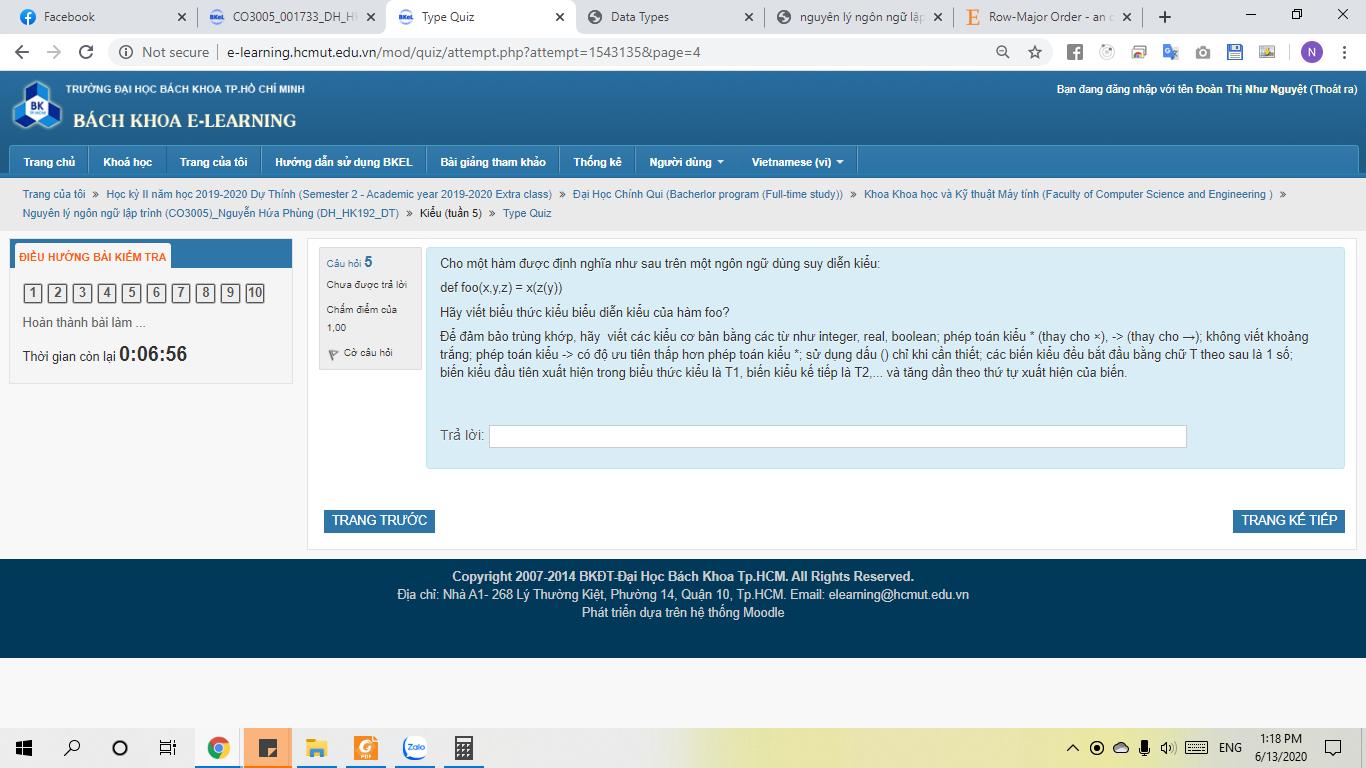 Facebook
CO3005_001733_DH_H
Type Quiz
Data Types
nguyên lý ngôn ngữ lập
Row-Major Order - an
Not secure
e-learning.hcmut.edu.vn/mod/quiz/attempt.php?attempt=1543135&page=4
N
BK
TP.HCM
TRƯỜNG ĐẠI HỌC BÁCH KHOA TP.HỒ CHÍ MINH
BÁCH KHOA E-LEARNING
Bạn đang đăng nhập với tên Đoàn Thị Như Nguyệt (Thoát ra)
Trang chủ Khoá học Trang của tôi Hướng dẫn sử dụng BKEL Bài giảng tham khảo Thống kê Người dùng Vietnamese (vi)
Trang của tôi » Học kỳ II năm học 2019-2020 Dự Thính (Semester 2 - Academic year 2019-2020 Extra class) » Đại Học Chính Qui (Bacherlor program (Full-time study)) » Khoa Khoa học và Kỹ thuật Máy tính (Faculty of Computer Science and Engineering ) »
Nguyên lý ngôn ngữ lập trình (CO3005)_Nguyễn Hứa Phùng (DH_HK192_DT) » Kiểu (tuần 5) » Type Quiz
ĐIỀU HƯỚNG BÀI KIỂM TRA
1 2 3 4 5 6 7 8 9 10
Hoàn thành bài làm ...
Thời gian còn lại 0:06:56
Câu hỏi 5
Chưa được trả lời
Chấm điểm của
1,00
Cờ câu hỏi
Cho một hàm được định nghĩa như sau trên một ngôn ngữ dùng suy diễn kiểu:
def foo(x,y,z) = x(z(y))
Hãy viết biểu thức kiểu biểu diễn kiểu của hàm foo?
Để đảm bảo trùng khớp, hãy viết các kiểu cơ bản bằng các từ như integer, real, boolean; phép toán kiểu * (thay cho ×), -> (thay cho →); không viết khoảng
trắng; phép toán kiểu -> có độ ưu tiên thấp hơn phép toán kiểu *; sử dụng dấu () chỉ khi cần thiết; các biến kiểu đều bắt đầu bằng chữ T theo sau là 1 số;
biến kiểu đầu tiên xuất hiện trong biểu thức kiểu là T1, biến kiểu kế tiếp là T2,... và tăng dần theo thứ tự xuất hiện của biến.
Trả lời:
TRANG TRƯỚC
TRANG KẾ TIẾP
Copyright 2007-2014 BKĐT-Đại Học Bách Khoa Tp.HCM. All Rights Reserved.
Địa chỉ: Nhà A1- 268 Lý Thường Kiệt, Phường 14, Quận 10, Tp.HCM. Email: elearning@hcmut.edu.vn
Phát triển dựa trên hệ thống Moodle
Zalo
ENG
1:18 PM
6/13/2020